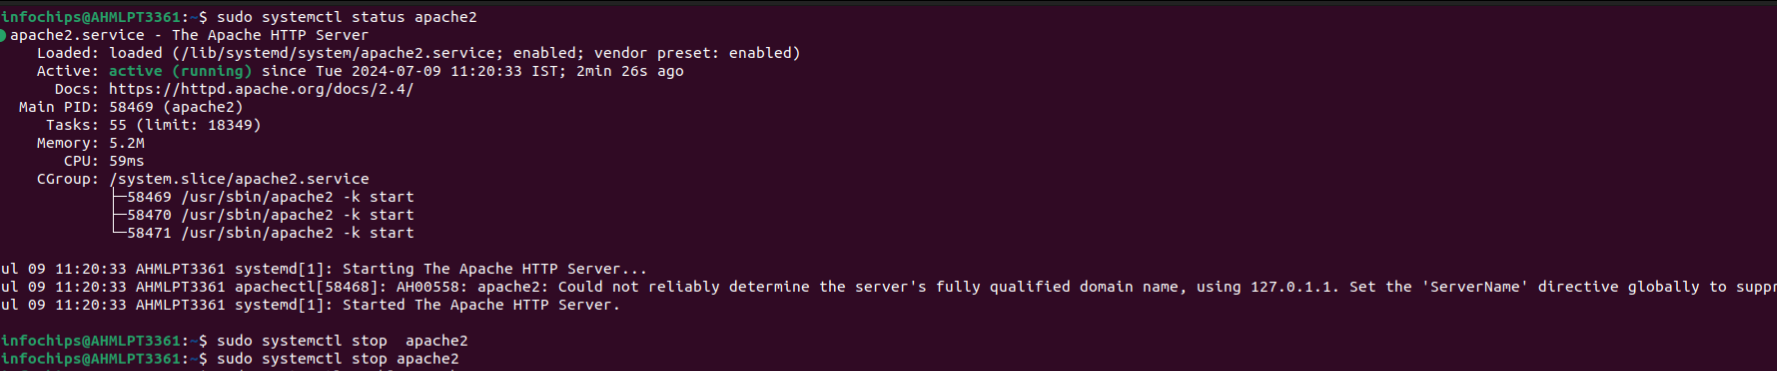 infochips@AHMLPT3361:~$ sudo systemctl status apache2
apache2.service - The Apache HTTP Server
Loaded: loaded (/lib/systemd/system/apache2.service; enabled; vendor preset: enabled)
Active: active (running) since Tue 2024-07-09 11:20:33 IST; 2min 26s ago
Docs: https://httpd.apache.org/docs/2.4/
Main PID: 58469 (apache2)
Tasks: 55 (limit: 18349)
Memory: 5.2M
CPU: 59ms
CGroup: /system.slice/apache2.service
├─58469 /usr/sbin/apache2 -k start
├─58470 /usr/sbin/apache2 -k start
└─58471 /usr/sbin/apache2 -k start
ul 09 11:20:33 AHMLPT3361 systemd[1]: Starting The Apache HTTP Server...
ul 09 11:20:33 AHMLPT3361 apachectl[58468]: AH00558: apache2: Could not reliably determine the server's fully qualified domain name, using 127.0.1.1. Set the 'ServerName' directive globally to suppr
ul 09 11:20:33 AHMLPT3361 systemd[1]: Started The Apache HTTP Server.
infochips@AHMLPT3361:~$ sudo systemctl stop  apache2
infochips@AHMLPT3361:~$ sudo systemctl stop apache2